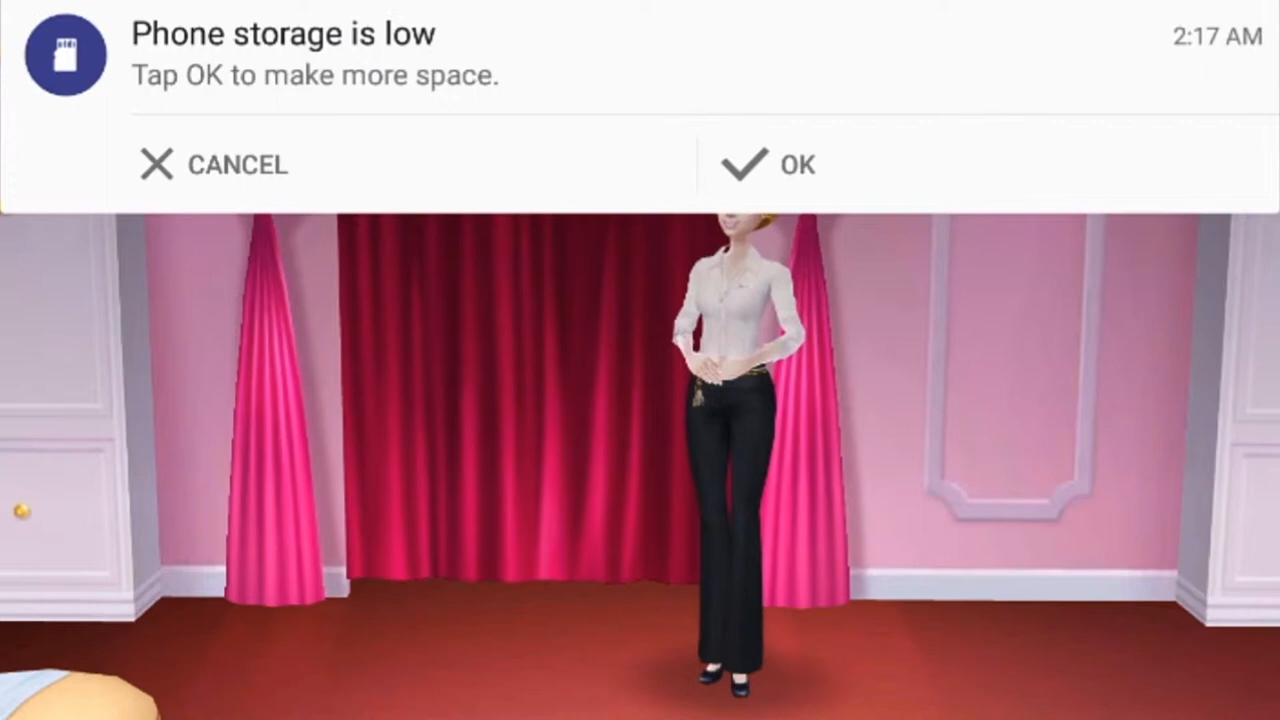 Phone storage is low
2:17 AM
Tap OK to make more space.
CANCEL
OK